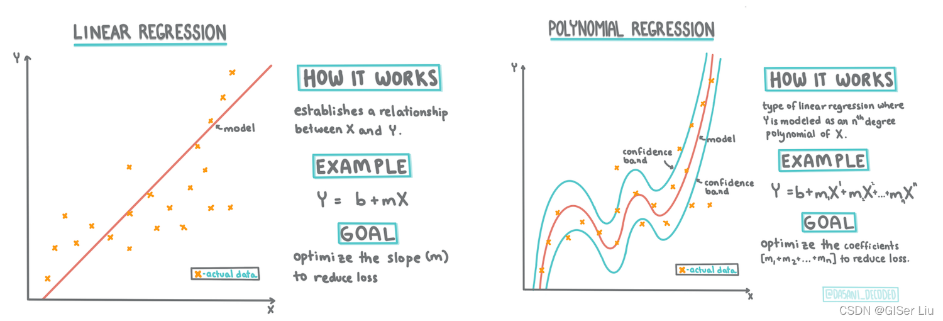 LINEAR REGRESSION
Y
model
x-actual data
X
HOW IT WORKS
establishes a relationship
between X and Y.
EXAMPLE
Y = b+mX
GOAL
optimize the slope (m)
to reduce loss
POLYNOMIAL REGRESSION
Y
confidence
band
model
confidence
band
x-actual data
X
HOW IT WORKS
type of linear regression where
Y is modeled as an nth degree
polynomial of X.
EXAMPLE
Y = b+m₁X¹+m₂X²+...+mₙXⁿ
GOAL
optimize the coefficients
[m₁+m₂+...+mₙ] to reduce loss.
@DASANI_DECODED
CSDN @GISer Liu